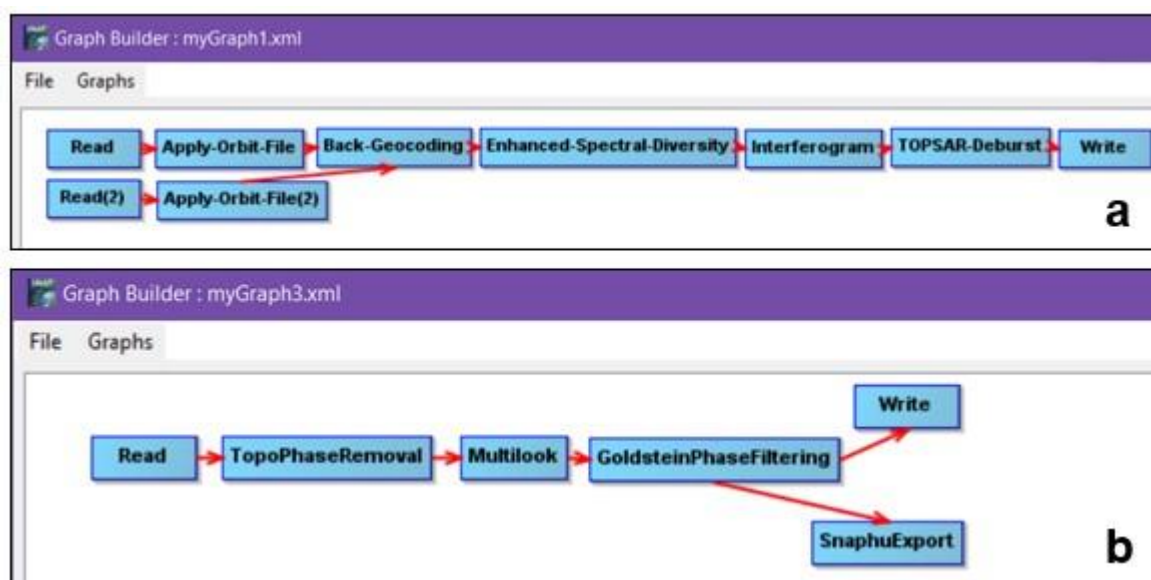 Graph Builder : myGraph1.xml
File Graphs
Read Apply-Orbit-File Back-Geocoding Enhanced-Spectral-Diversity Interferogram TOPSAR-Deburst Write
Read(2) Apply-Orbit-File(2)
a
Graph Builder : myGraph3.xml
File Graphs
Write
Read TopoPhaseRemoval Multilook GoldsteinPhaseFiltering
SnaphuExport
b